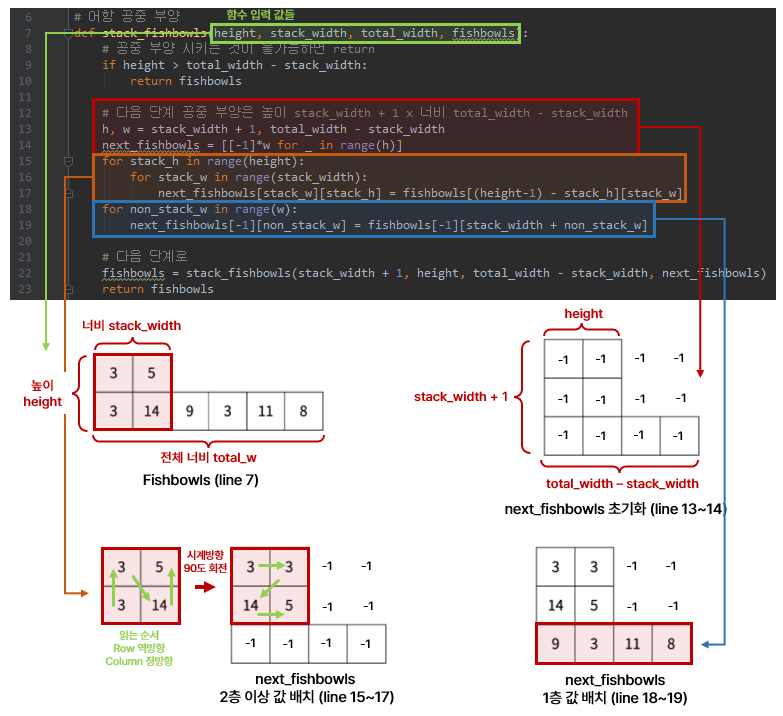 함수 입력 값들
6 # 어항 공중 부양
7 def stack_fishbowls(height, stack_width, total_width, fishbowls):
8 # 공중 부양 시키는 것이 불가능하면 return
9 if height > total_width - stack_width:
10 return fishbowls
11
12 # 다음 단계 공중 부양은 높이 stack_width + 1 x 너비 total_width - stack_width
13 h, w = stack_width + 1, total_width - stack_width
14 next_fishbowls = [[-1]*w for _ in range(h)]
15 for stack_h in range(height):
16 for stack_w in range(stack_width):
17 next_fishbowls[stack_w][stack_h] = fishbowls[(height-1) - stack_h][stack_w]
18 for non_stack_w in range(w):
19 next_fishbowls[-1][non_stack_w] = fishbowls[-1][stack_width + non_stack_w]
20
21 # 다음 단계로
22 fishbowls = stack_fishbowls(stack_width + 1, height, total_width - stack_width, next_fishbowls)
23 return fishbowls
너비 stack_width
높이
height
3 5
3 14 9 3 11 8
전체 너비 total_w
Fishbowls (line 7)
height
stack_width + 1
-1 -1 -1 -1
-1 -1 -1 -1
-1 -1 -1 -1
total_width – stack_width
next_fishbowls 초기화 (line 13~14)
3 5
3 14
읽는 순서
Row 역방향
Column 정방향
시계방향
90도 회전
3 3 -1 -1
14 5 -1 -1
-1 -1 -1 -1
next_fishbowls
2층 이상 값 배치 (line 15~17)
3 3 -1 -1
14 5 -1 -1
9 3 11 8
next_fishbowls
1층 값 배치 (line 18~19)